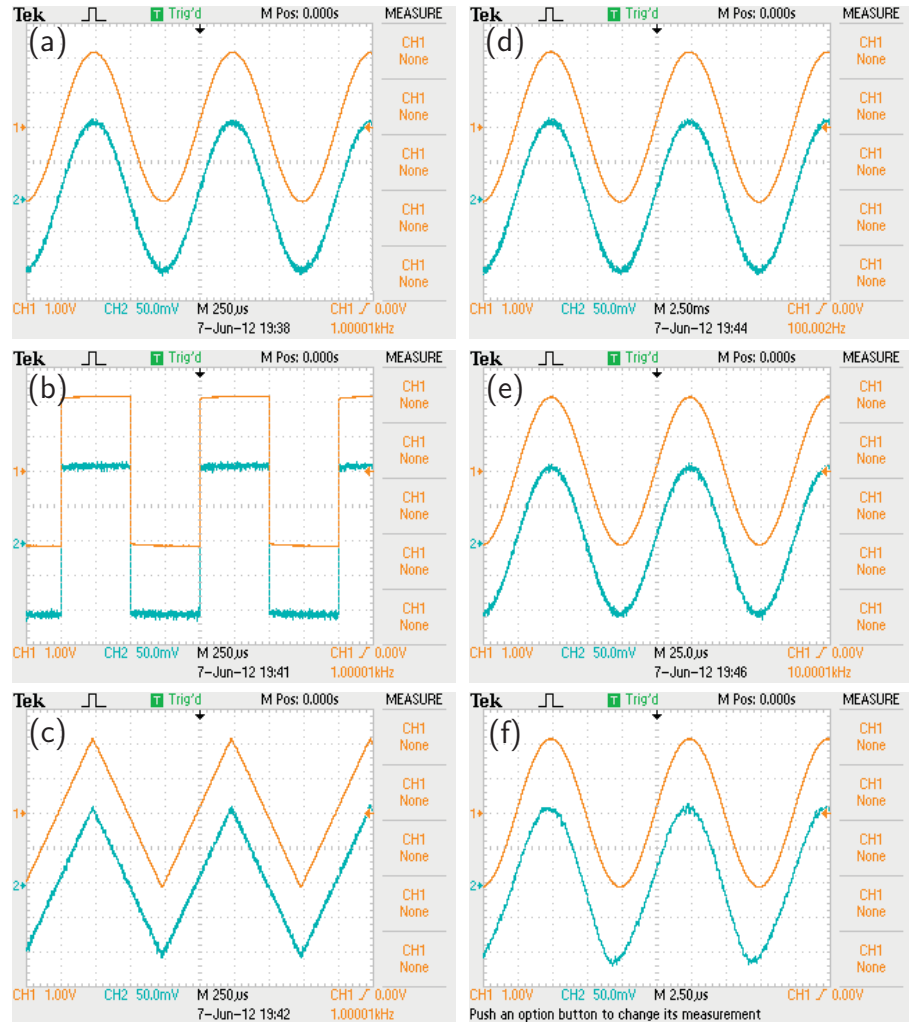 Tek Trig'd M Pos: 0.000s MEASURE
(a)
CH1
None
CH1
None
1
CH1
None
2
CH1
None
CH1
None
CH1 1.00V CH2 50.0mV M 250µs CH1 0.00V
7-Jun-12 19:38 1.00001kHz
Tek Trig'd M Pos: 0.000s MEASURE
(b)
CH1
None
CH1
None
1
CH1
None
2
CH1
None
CH1
None
CH1 1.00V CH2 50.0mV M 250µs CH1 0.00V
7-Jun-12 19:41 1.00001kHz
Tek Trig'd M Pos: 0.000s MEASURE
(c)
CH1
None
CH1
None
1
CH1
None
2
CH1
None
CH1
None
CH1 1.00V CH2 50.0mV M 250µs CH1 0.00V
7-Jun-12 19:42 1.00001kHz
Tek T Trig'd M Pos: 0.000s MEASURE
(d)
CH1
None
CH1
None
1
CH1
None
2
CH1
None
CH1
None
CH1 1.00V CH2 50.0mV M 2.50ms CH1 0.00V
7-Jun-12 19:44 100.002Hz
Tek T Trig'd M Pos: 0.000s MEASURE
(e)
CH1
None
CH1
None
1
CH1
None
2
CH1
None
CH1
None
CH1 1.00V CH2 50.0mV M 25.0µs CH1 0.00V
7-Jun-12 19:46 10.0001kHz
Tek T Trig'd M Pos: 0.000s MEASURE
(f)
CH1
None
CH1
None
1
CH1
None
2
CH1
None
CH1
None
CH1 1.00V CH2 50.0mV M 2.50µs CH1 0.00V
Push an option button to change its measurement